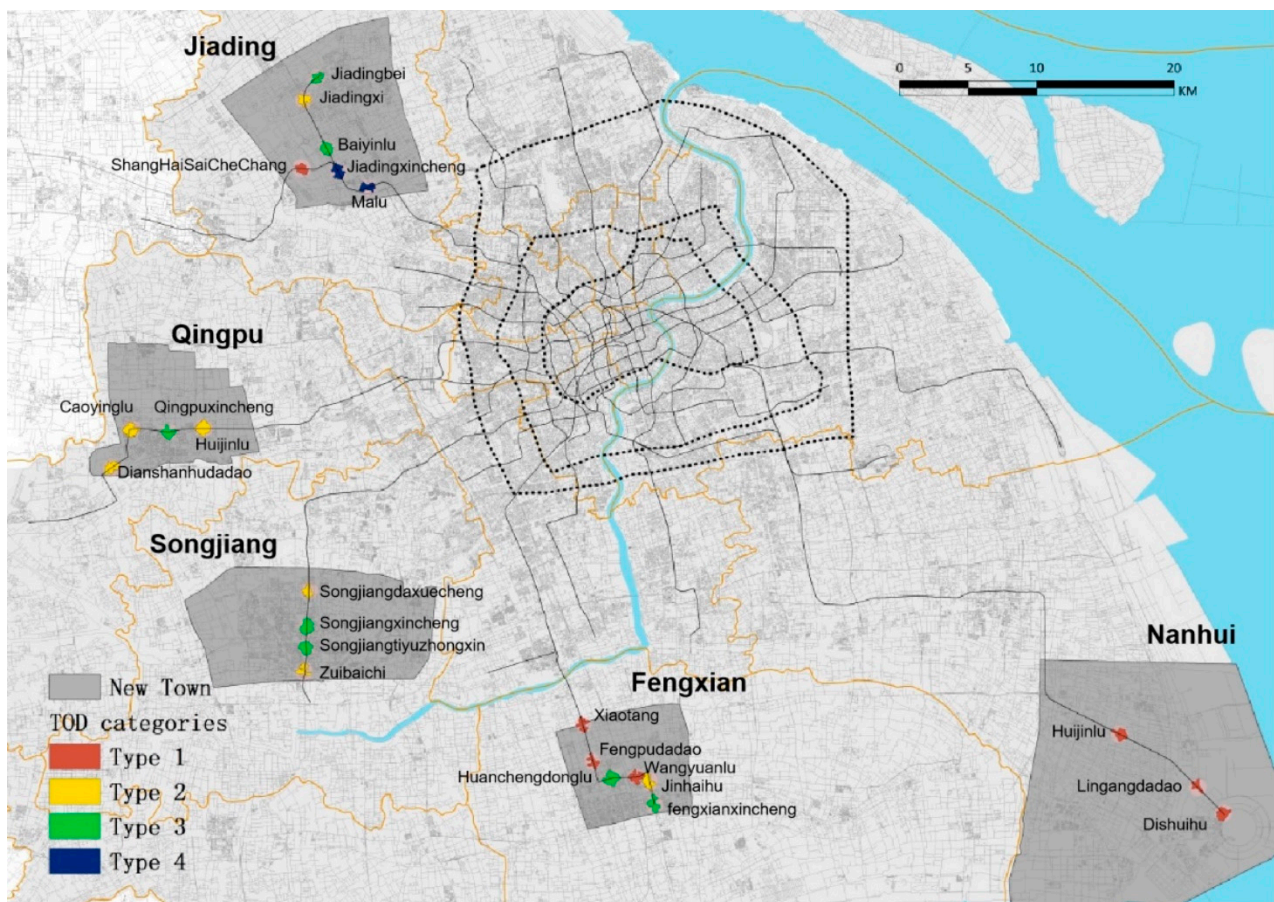 Jiading
Jiadingbei
Jiadingxi
Baiyinlu
ShangHaiSaiCheChang
Jiadingxincheng
Malu
0 5 10 20
KM
Qingpu
Caoyinglu
Qingpuxincheng
Huijinlu
Dianshanhudadao
Songjiang
Songjiangdaxuecheng
Songjiangxincheng
Songjiangtiyuzhongxin
Zuibaichi
Nanhui
Huijinlu
Lingangdadao
Dishuihu
Fengxian
Xiaotang
Fengpudadao
Wangyuanlu
Huanchengdonglu
Jinhaihu
fengxianxincheng
New Town
TOD categories
Type 1
Type 2
Type 3
Type 4